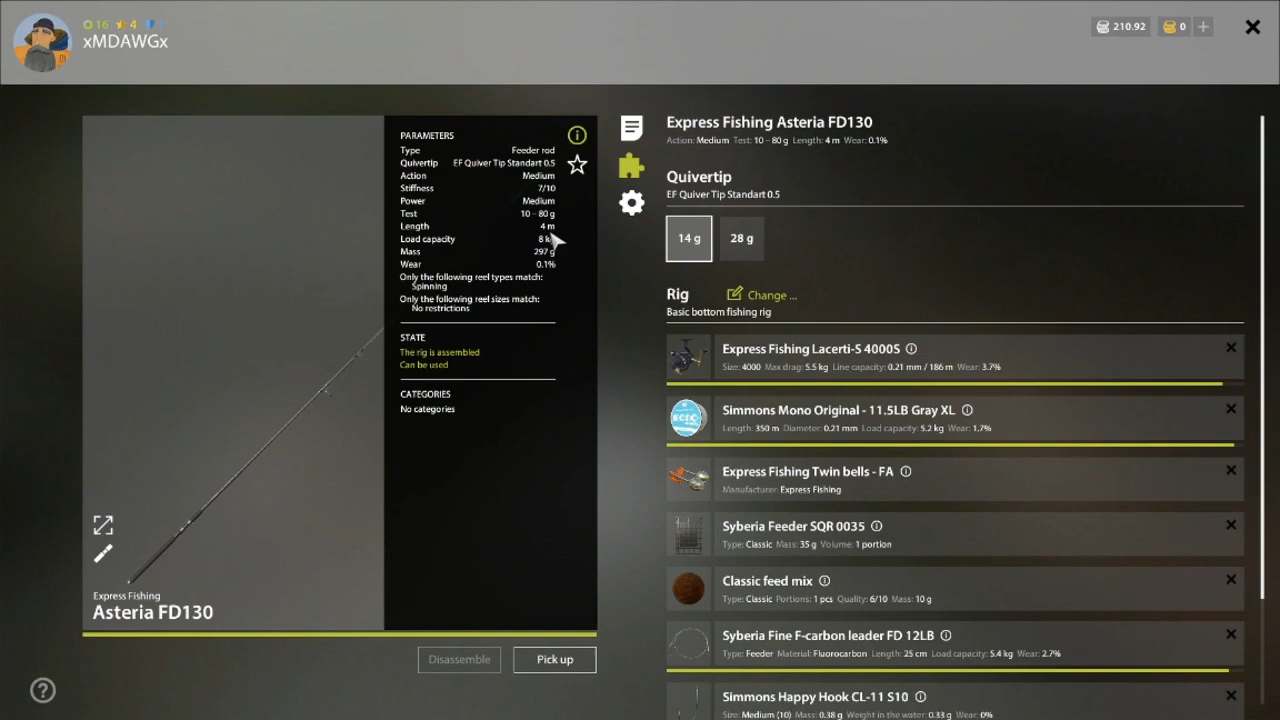 16 4
xMDAWGx
210.92 0 +
PARAMETERS
Type Feeder rod
Quivertip EF Quiver Tip Standart 0.5
Action Medium
Stiffness 7/10
Power Medium
Test 10 – 80 g
Length 4 m
Load capacity 8
Mass 297 g
Wear 0.1%
Only the following reel types match:
Spinning
Only the following reel sizes match:
No restrictions
STATE
The rig is assembled
Can be used
CATEGORIES
No categories
Express Fishing
Asteria FD130
Disassemble
Pick up
Express Fishing Asteria FD130
Action: Medium Test: 10 – 80 g Length: 4 m Wear: 0.1%
Quivertip
EF Quiver Tip Standart 0.5
14 g
28 g
Rig
Change ...
Basic bottom fishing rig
Express Fishing Lacerti-S 4000S
Size: 4000 Max drag: 5.5 kg Line capacity: 0.21 mm / 186 m Wear: 3.7%
Simmons Mono Original - 11.5LB Gray XL
Length: 350 m Diameter: 0.21 mm Load capacity: 5.2 kg Wear: 1.7%
Express Fishing Twin bells - FA
Manufacturer: Express Fishing
Syberia Feeder SQR 0035
Type: Classic Mass: 35 g Volume: 1 portion
Classic feed mix
Type: Classic Portions: 1 pcs Quality: 6/10 Mass: 10 g
Syberia Fine F-carbon leader FD 12LB
Type: Feeder Material: Fluorocarbon Length: 25 cm Load capacity: 5.4 kg Wear: 2.7%
Simmons Happy Hook CL-11 S10
Size: Medium (10) Mass: 0.38 g Weight in the water: 0.33 g Wear: 0%